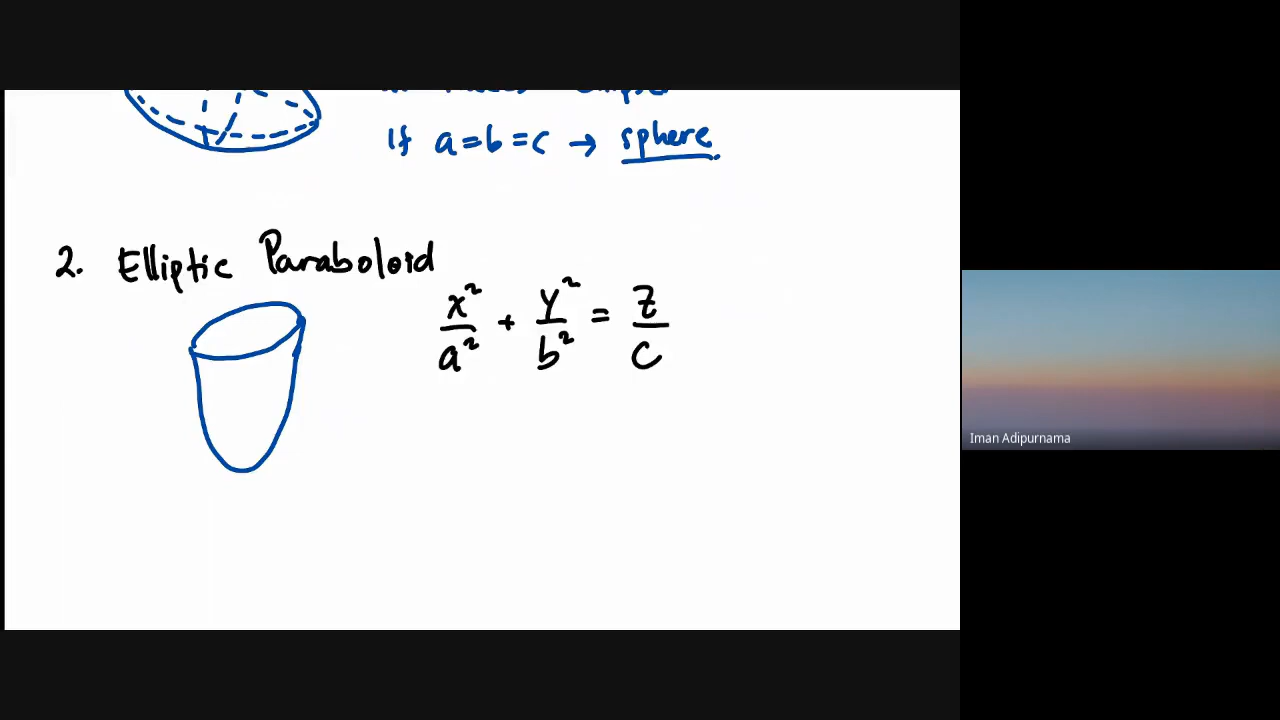 If a=b=c → sphere
2. Elliptic Paraboloid
x²/a² + y²/b² = z/c
Iman Adipurnama